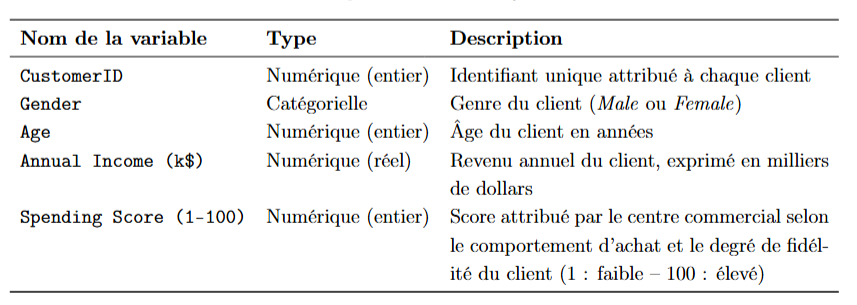 Nom de la variable Type Description
CustomerID Numérique (entier) Identifiant unique attribué à chaque client
Gender Catégorielle Genre du client (Male ou Female)
Age Numérique (entier) Âge du client en années
Annual Income (k$) Numérique (réel) Revenu annuel du client, exprimé en milliers
de dollars
Spending Score (1-100) Numérique (entier) Score attribué par le centre commercial selon
le comportement d'achat et le degré de fidél-
ité du client (1 : faible – 100 : élevé)